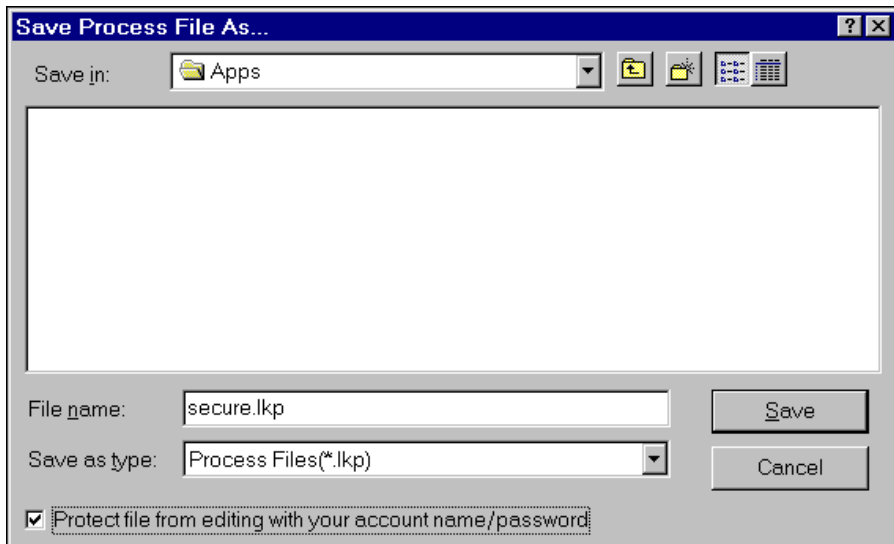 Save Process File As...
Save in: Apps
File name: secure.lkp Save
Save as type: Process Files(*.lkp) Cancel
Protect file from editing with your account name/password